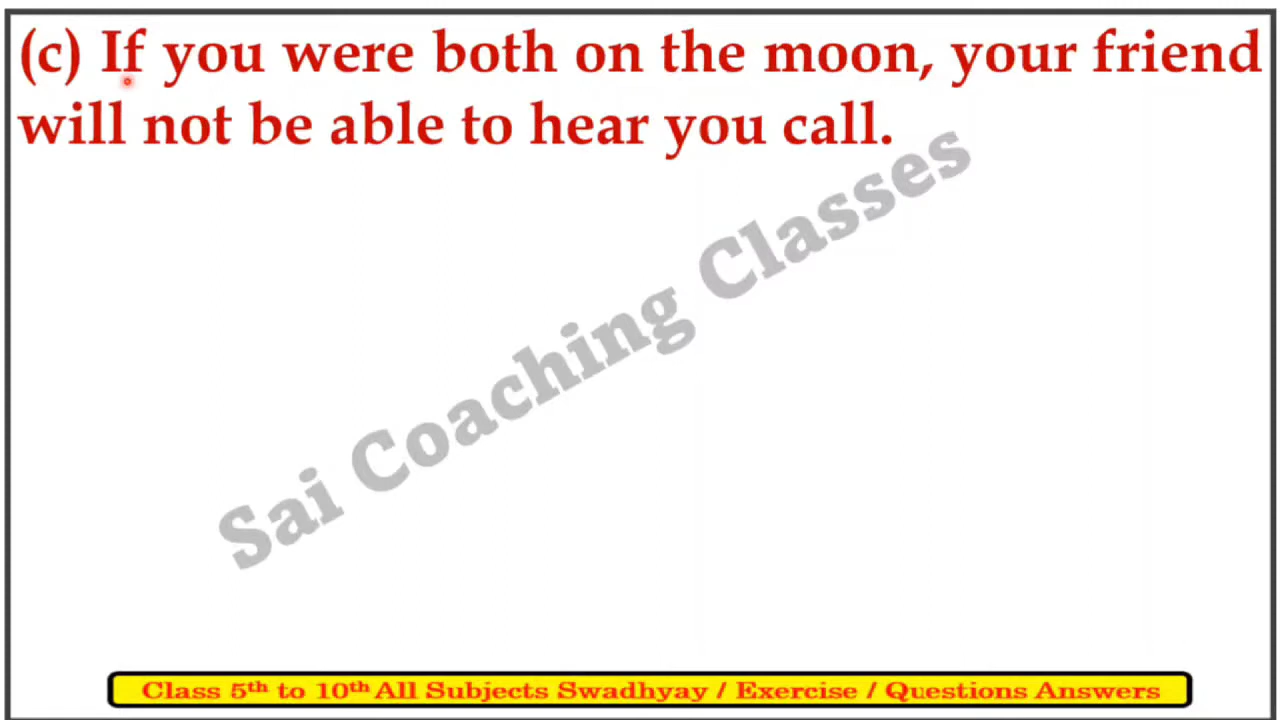 (c) If you were both on the moon, your friend
will not be able to hear you call.
Sai Coaching Classes
Class 5th to 10th All Subjects Swadhyay / Exercise / Questions Answers